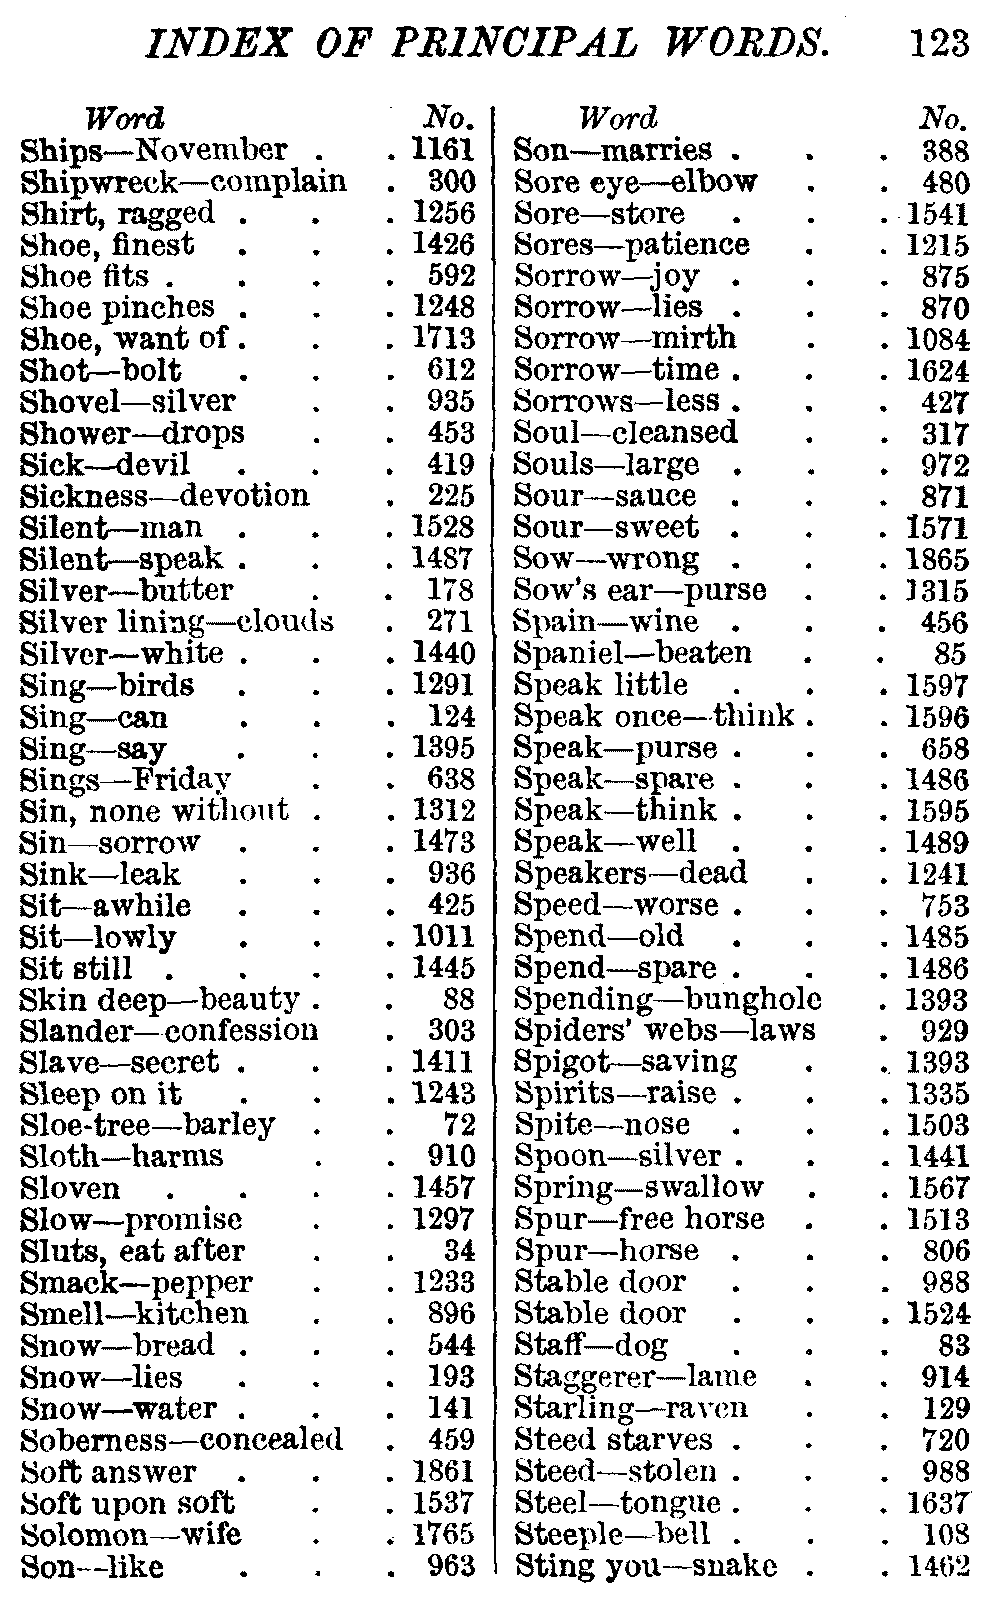 INDEX OF PRINCIPAL WORDS. 123
Word No.
Ships—November . . 1161
Shipwreck—complain . 300
Shirt, ragged . . . 1256
Shoe, finest . . . 1426
Shoe fits . . . . 592
Shoe pinches . . . 1248
Shoe, want of . . . 1713
Shot—bolt . . . 612
Shovel—silver . . 935
Shower—drops . . 453
Sick—devil . . . 419
Sickness—devotion . 225
Silent—man . . . 1528
Silent—speak . . . 1487
Silver—butter . . 178
Silver lining—clouds . 271
Silver—white . . . 1440
Sing—birds . . . 1291
Sing—can . . . 124
Sing—say . . . 1395
Sings—Friday . . 638
Sin, none without . . 1312
Sin—sorrow . . . 1473
Sink—leak . . . 936
Sit—awhile . . . 425
Sit—lowly . . . 1011
Sit still . . . . 1445
Skin deep—beauty . . 88
Slander—confession . 303
Slave—secret . . . 1411
Sleep on it . . . 1243
Sloe-tree—barley . . 72
Sloth—harms . . 910
Sloven . . . . 1457
Slow—promise . . 1297
Sluts, eat after . . 34
Smack—pepper . . 1233
Smell—kitchen . . 896
Snow—bread . . . 544
Snow—lies . . . 193
Snow—water . . . 141
Soberness—concealed . 459
Soft answer . . . 1861
Soft upon soft . . 1537
Solomon—wife . . 1765
Son—like . . . 963
Word No.
Son—marries . . . 388
Sore eye—elbow . . 480
Sore—store . . . 1541
Sores—patience . . 1215
Sorrow—joy . . . 875
Sorrow—lies . . . 870
Sorrow—mirth . . 1084
Sorrow—time . . . 1624
Sorrows—less . . . 427
Soul—cleansed . . 317
Souls—large . . . 972
Sour—sauce . . . 871
Sour—sweet . . . 1571
Sow—wrong . . . 1865
Sow's ear—purse . . 1315
Spain—wine . . . 456
Spaniel—beaten . . 85
Speak little . . . 1597
Speak once—think . . 1596
Speak—purse . . . 658
Speak—spare . . . 1486
Speak—think . . . 1595
Speak—well . . . 1489
Speakers—dead . . 1241
Speed—worse . . . 753
Spend—old . . . 1485
Spend—spare . . . 1486
Spending—bunghole . 1393
Spiders' webs—laws . 929
Spigot—saving . . 1393
Spirits—raise . . . 1335
Spite—nose . . . 1503
Spoon—silver . . . 1441
Spring—swallow . . 1567
Spur—free horse . . 1513
Spur—horse . . . 806
Stable door . . . 988
Stable door . . . 1524
Staff—dog . . . 83
Staggerer—lame . . 914
Starling—raven . . 129
Steed starves . . . 720
Steed—stolen . . . 988
Steel—tongue . . . 1637
Steeple—bell . . . 108
Sting you—snake . . 1462